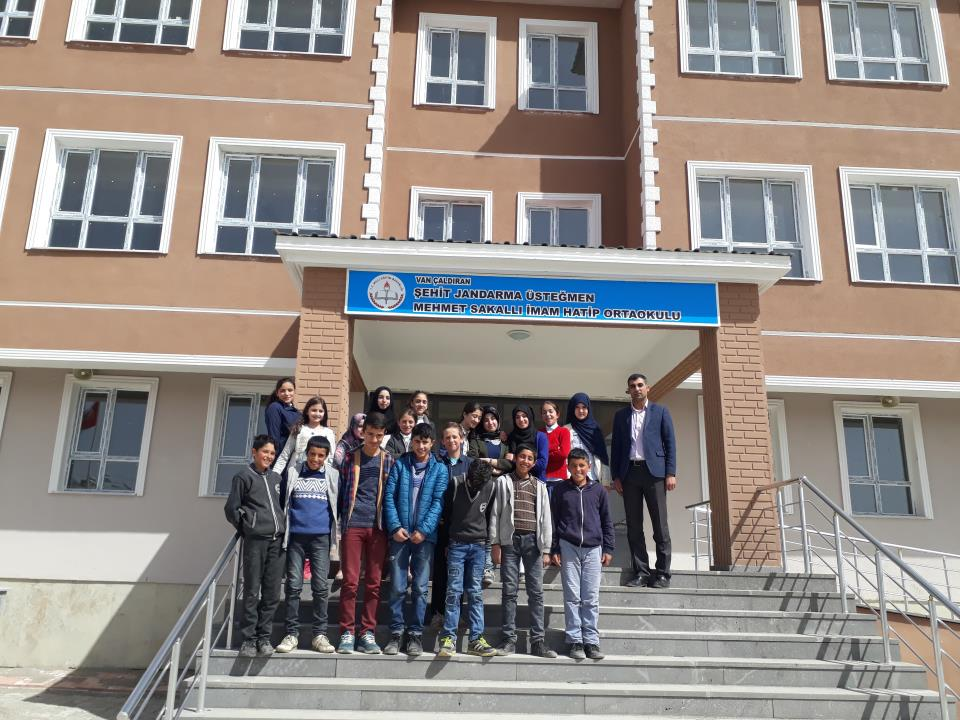 VAN ÇALDIRAN
ŞEHİT JANDARMA ÜSTEĞMEN
MEHMET SAKALLI İMAM HATİP ORTAOKULU